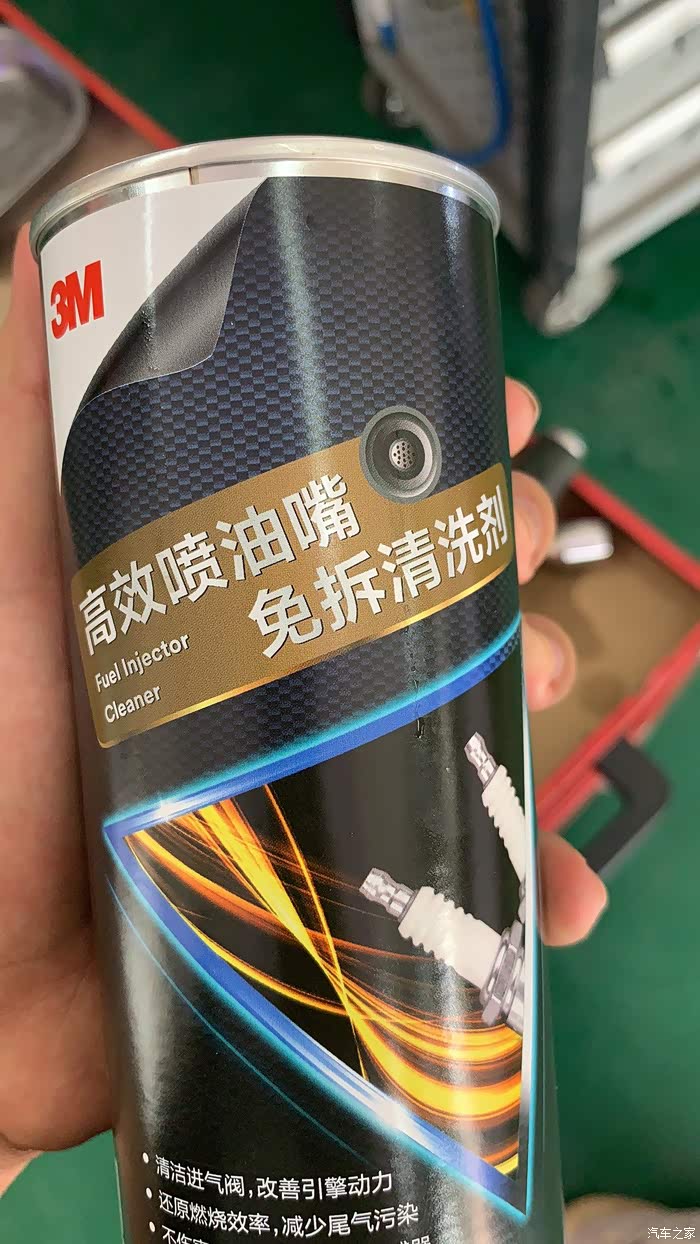 3M
高效喷油嘴
免拆清洗剂
Fuel Injector
Cleaner
• 清洁进气阀,改善引擎动力
• 还原燃烧效率,减少尾气污染
• 不伤
汽车之家